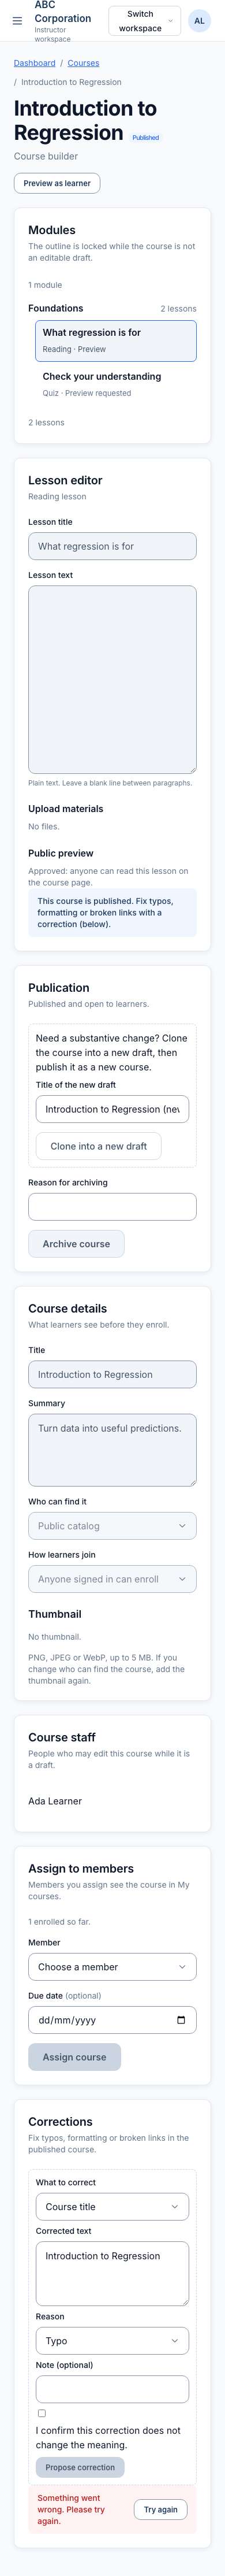 ABC
Corporation
Instructor
workspace
Switch
workspace
AL
Dashboard / Courses
/ Introduction to Regression
Introduction to
Regression Published
Course builder
Preview as learner
Modules
The outline is locked while the course is not
an editable draft.
1 module
Foundations 2 lessons
What regression is for
Reading · Preview
Check your understanding
Quiz · Preview requested
2 lessons
Lesson editor
Reading lesson
Lesson title
What regression is for
Lesson text
Plain text. Leave a blank line between paragraphs.
Upload materials
No files.
Public preview
Approved: anyone can read this lesson on
the course page.
This course is published. Fix typos,
formatting or broken links with a
correction (below).
Publication
Published and open to learners.
Need a substantive change? Clone
the course into a new draft, then
publish it as a new course.
Title of the new draft
Introduction to Regression (nev
Clone into a new draft
Reason for archiving
Archive course
Course details
What learners see before they enroll.
Title
Introduction to Regression
Summary
Turn data into useful predictions.
Who can find it
Public catalog
How learners join
Anyone signed in can enroll
Thumbnail
No thumbnail.
PNG, JPEG or WebP, up to 5 MB. If you
change who can find the course, add the
thumbnail again.
Course staff
People who may edit this course while it is
a draft.
Ada Learner
Assign to members
Members you assign see the course in My
courses.
1 enrolled so far.
Member
Choose a member
Due date (optional)
dd/mm/yyyy
Assign course
Corrections
Fix typos, formatting or broken links in the
published course.
What to correct
Course title
Corrected text
Introduction to Regression
Reason
Typo
Note (optional)
I confirm this correction does not
change the meaning.
Propose correction
Something went
wrong. Please try
again.
Try again